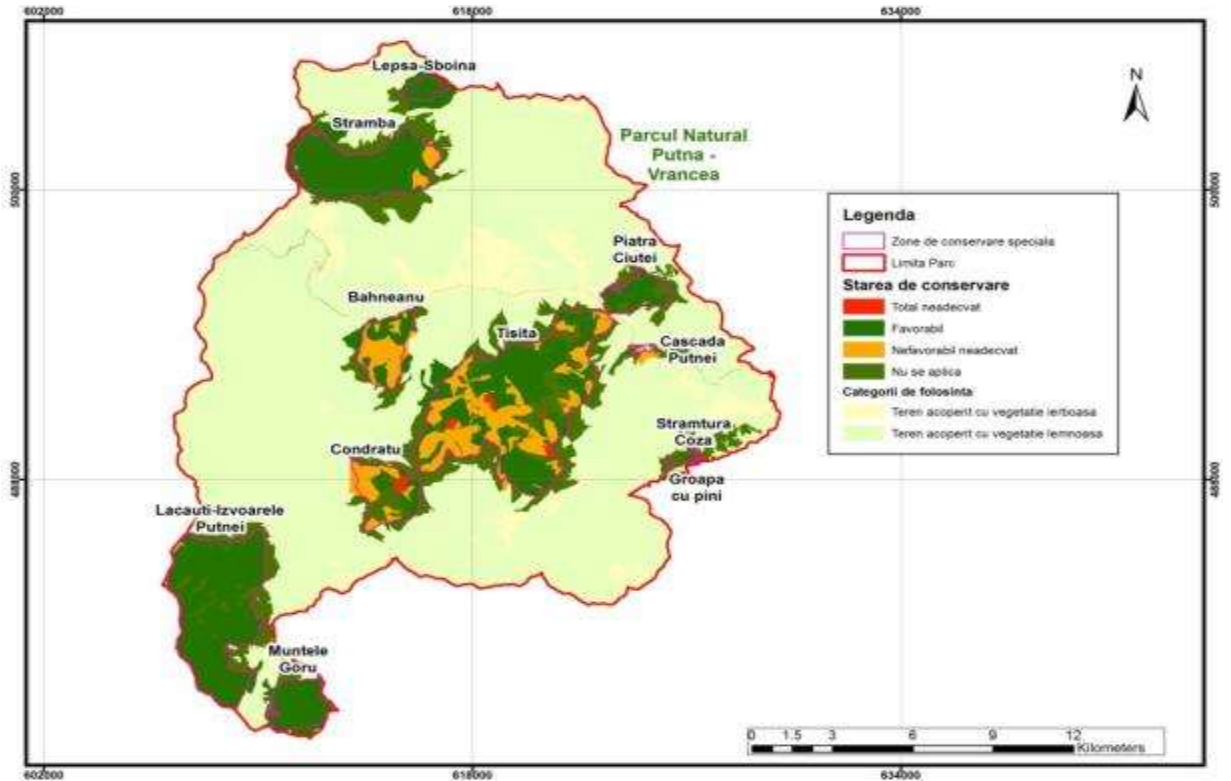 602000 618000 634000
N
Lepsa-Sboina
Stramba
Parcul Natural
Putna -
Vrancea
500000 500000
Legenda
Zone de conservare speciala
Limita Parc
Starea de conservare
Total neadecvat
Favorabil
Nefavorabil neadecvat
Nu se aplica
Categorii de folosinta
Teren acoperit cu vegetatie iertioasa
Teren acoperit cu vegetatie lemnoasa
Piatra
Ciutei
Bahneanu
Tisita
Cascada
Putnei
Stramtura
Coza
Condratu
Groapa
cu pini
Lacauti-Izvoarele
Putnei
Muntele
Goru
0 1.5 3 6 9 12
Kilometers
602000 618000 634000